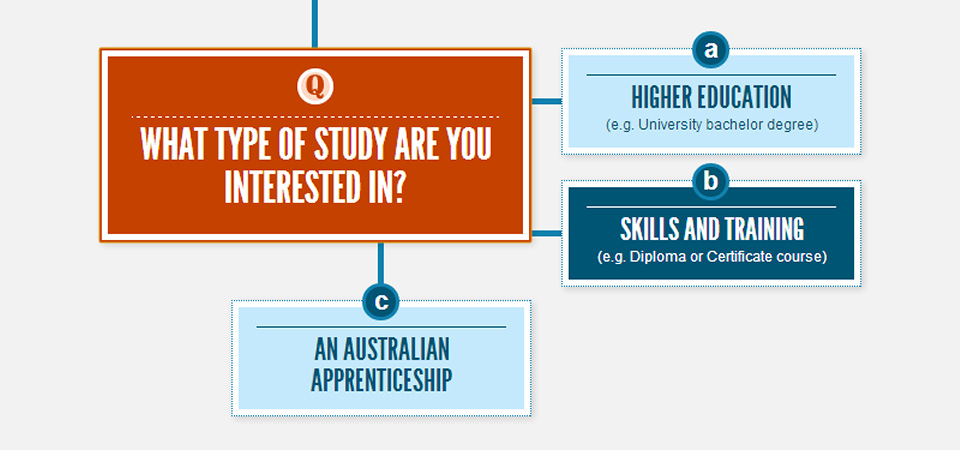 Q
WHAT TYPE OF STUDY ARE YOU
INTERESTED IN?
a
HIGHER EDUCATION
(e.g. University bachelor degree)
b
SKILLS AND TRAINING
(e.g. Diploma or Certificate course)
c
AN AUSTRALIAN
APPRENTICESHIP